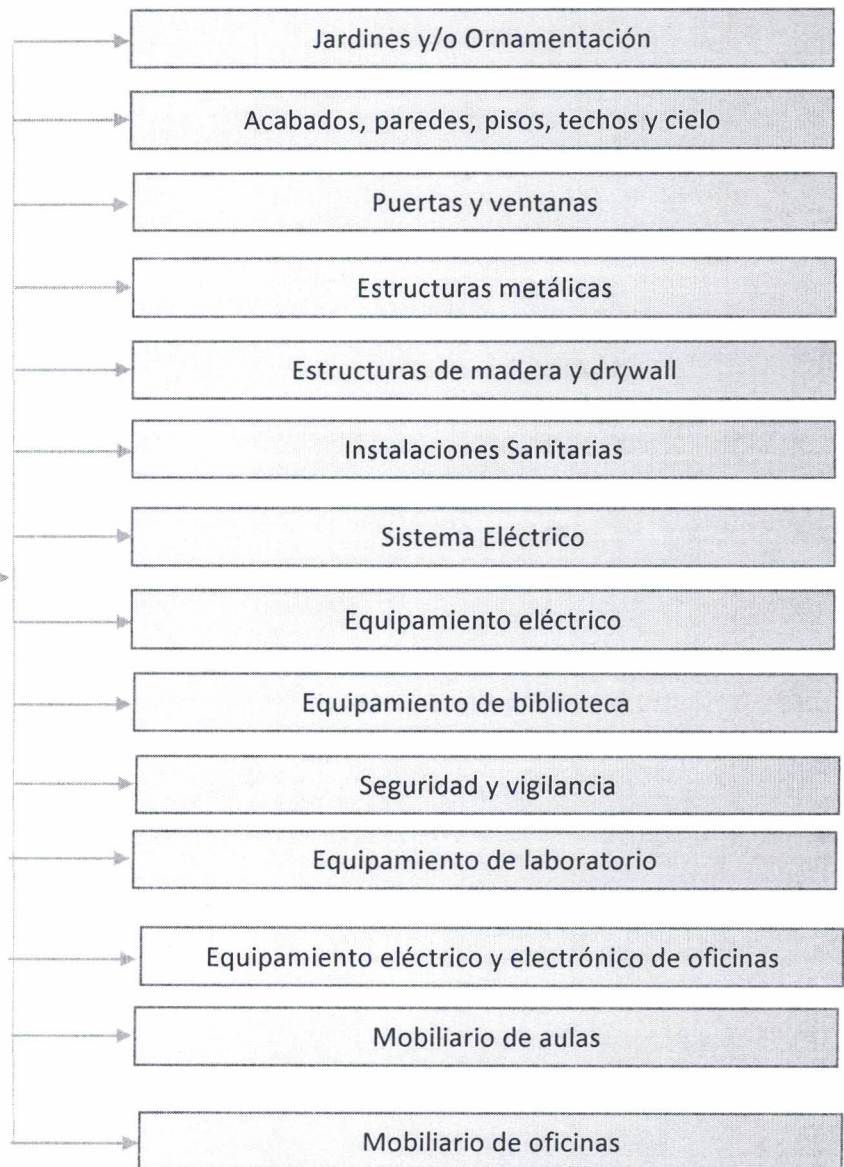 Jardines y/o Ornamentación
Acabados, paredes, pisos, techos y cielo
Puertas y ventanas
Estructuras metálicas
Estructuras de madera y drywall
Instalaciones Sanitarias
Sistema Eléctrico
Equipamiento eléctrico
Equipamiento de biblioteca
Seguridad y vigilancia
Equipamiento de laboratorio
Equipamiento eléctrico y electrónico de oficinas
Mobiliario de aulas
Mobiliario de oficinas